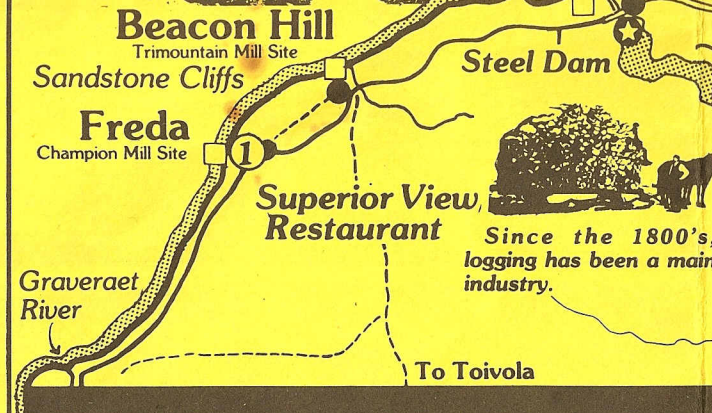 Beacon Hill
Trimountain Mill Site
Sandstone Cliffs
Steel Dam
Freda
Champion Mill Site
1
Superior View
Restaurant
Since the 1800's,
logging has been a main
industry.
Graveraet
River
To Toivola